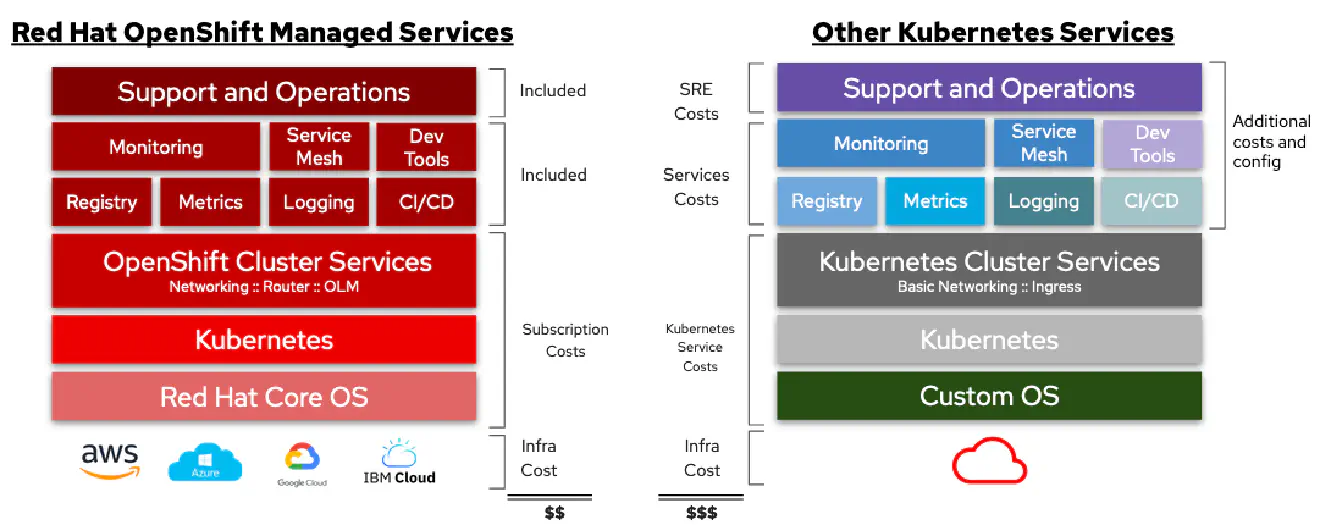 Red Hat OpenShift Managed Services
Support and Operations
Included
Monitoring
Service
Mesh
Dev
Tools
Included
Registry
Metrics
Logging
CI/CD
OpenShift Cluster Services
Networking :: Router :: OLM
Kubernetes
Subscription
Costs
Red Hat Core OS
aws
Azure
Google Cloud
IBM Cloud
Infra
Cost
$$
Other Kubernetes Services
SRE
Costs
Support and Operations
Additional
costs and
config
Services
Costs
Monitoring
Service
Mesh
Dev
Tools
Registry
Metrics
Logging
CI/CD
Kubernetes Cluster Services
Basic Networking :: Ingress
Kubernetes
Service
Costs
Kubernetes
Custom OS
Infra
Cost
$$$